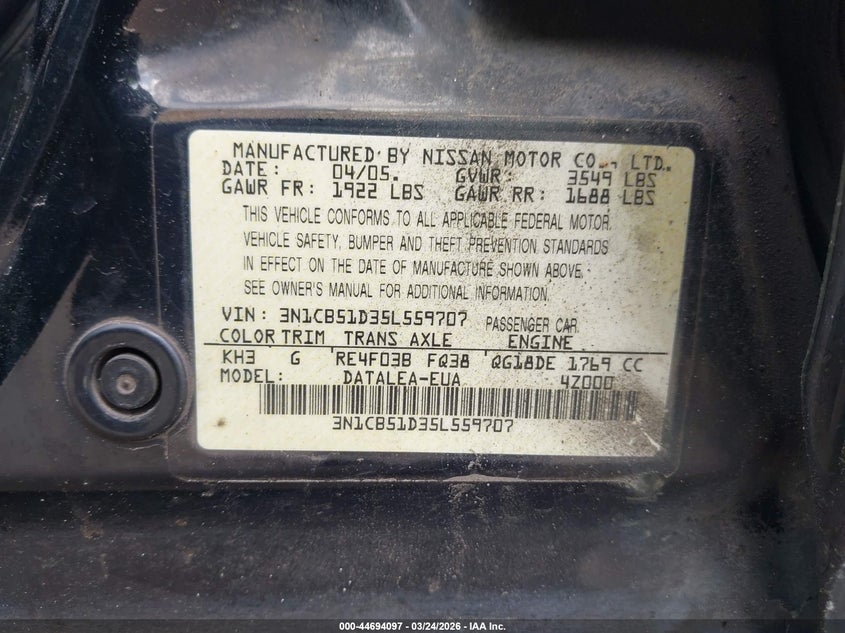 MANUFACTURED BY NISSAN MOTOR CO., LTD.
DATE: 04/05. GVWR: 3549 LBS
GAWR FR: 1922 LBS GAWR RR: 1688 LBS
THIS VEHICLE CONFORMS TO ALL APPLICABLE FEDERAL MOTOR
VEHICLE SAFETY, BUMPER AND THEFT PREVENTION STANDARDS
IN EFFECT ON THE DATE OF MANUFACTURE SHOWN ABOVE.
SEE OWNER'S MANUAL FOR ADDITIONAL INFORMATION.
VIN: 3N1CB51D35L559707 PASSENGER CAR
COLOR TRIM TRANS AXLE ENGINE
KH3 G RE4F03B FQ38 QG18DE 1769 CC
MODEL: DATALEA-EUA 4Z000
3N1CB51D35L559707
000-44694097 - 03/24/2026 - IAA Inc.